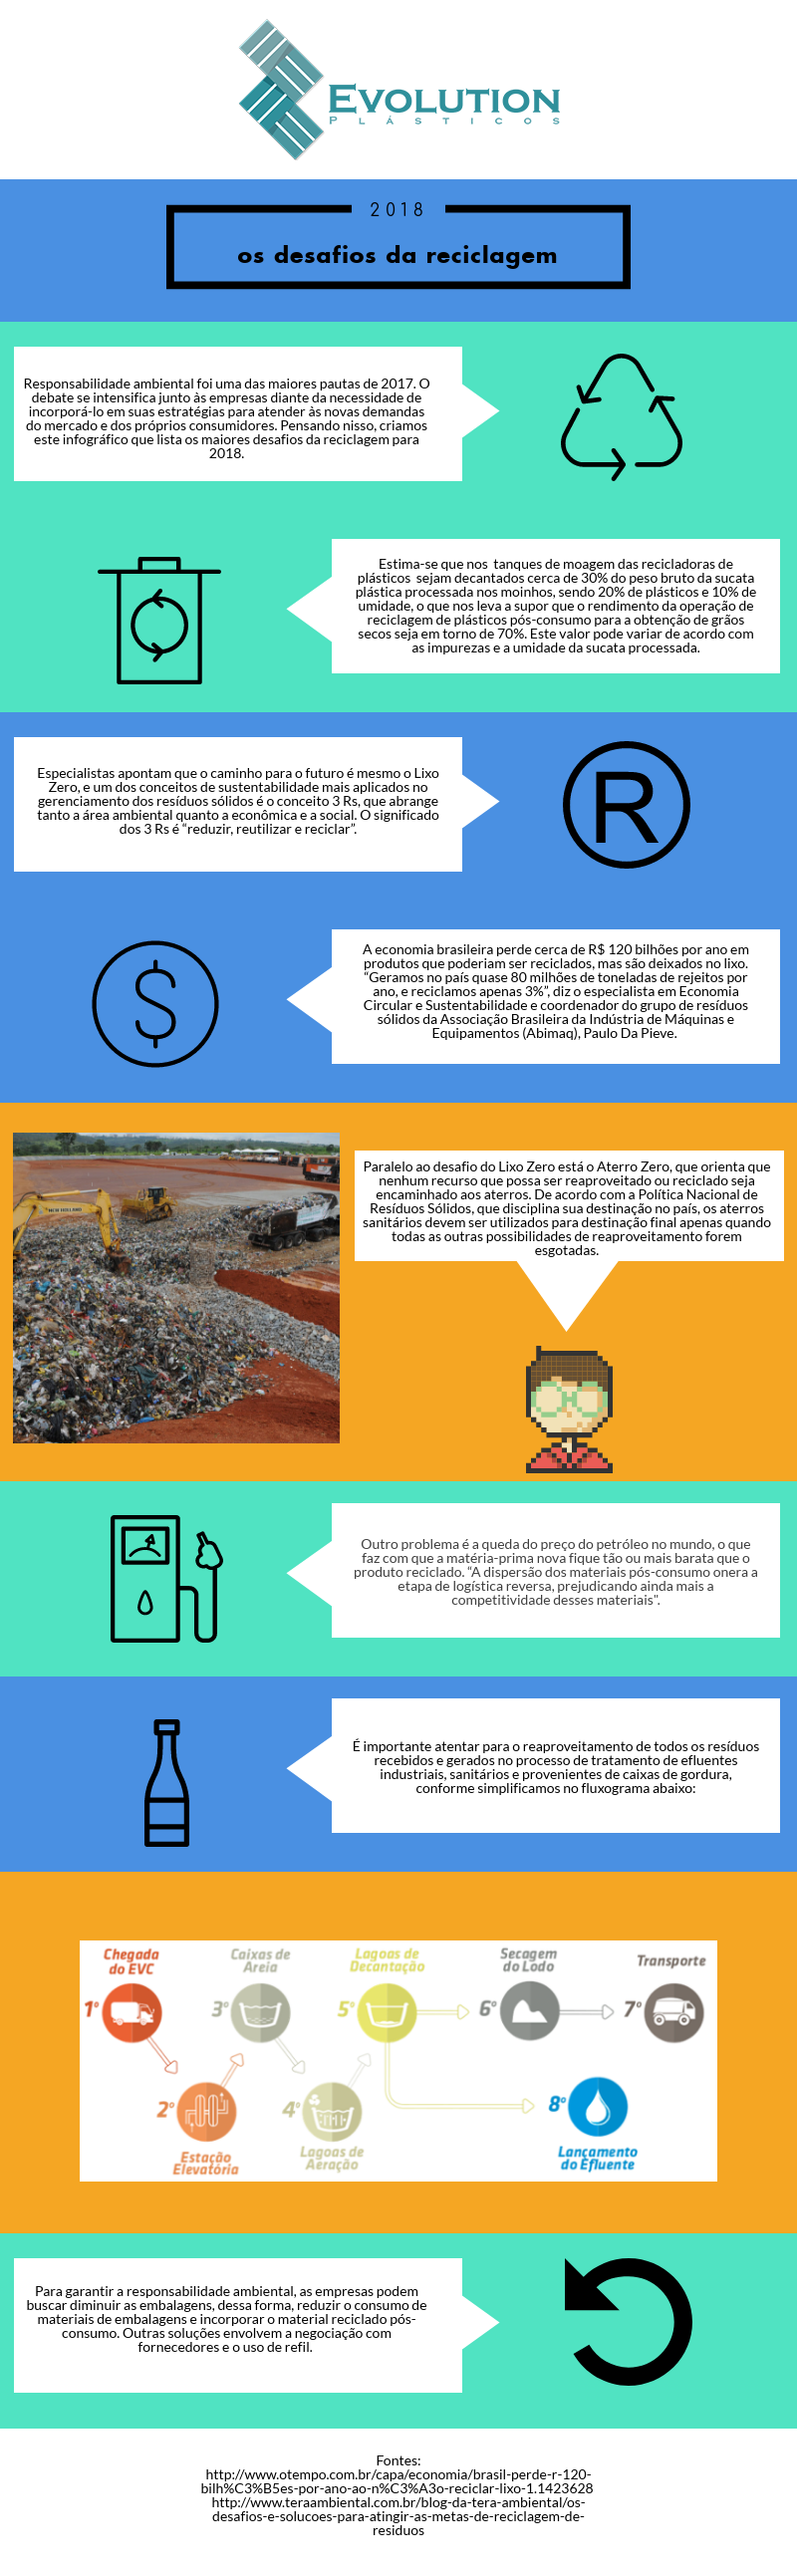 EVOLUTION
PLÁSTICOS
2018
os desafios da reciclagem
Responsabilidade ambiental foi uma das maiores pautas de 2017. O
debate se intensifica junto às empresas diante da necessidade de
incorporá-lo em suas estratégias para atender às novas demandas
do mercado e dos próprios consumidores. Pensando nisso, criamos
este infográfico que lista os maiores desafios da reciclagem para
2018.
Estima-se que nos tanques de moagem das recicladoras de
plásticos sejam decantados cerca de 30% do peso bruto da sucata
plástica processada nos moinhos, sendo 20% de plásticos e 10% de
umidade, o que nos leva a supor que o rendimento da operação de
reciclagem de plásticos pós-consumo para a obtenção de grãos
secos seja em torno de 70%. Este valor pode variar de acordo com
as impurezas e a umidade da sucata processada.
Especialistas apontam que o caminho para o futuro é mesmo o Lixo
Zero, e um dos conceitos de sustentabilidade mais aplicados no
gerenciamento dos resíduos sólidos é o conceito 3 Rs, que abrange
tanto a área ambiental quanto a econômica e a social. O significado
dos 3 Rs é “reduzir, reutilizar e reciclar”.
R
$
A economia brasileira perde cerca de R$ 120 bilhões por ano em
produtos que poderiam ser reciclados, mas são deixados no lixo.
“Geramos no país quase 80 milhões de toneladas de rejeitos por
ano, e reciclamos apenas 3%”, diz o especialista em Economia
Circular e Sustentabilidade e coordenador do grupo de resíduos
sólidos da Associação Brasileira da Indústria de Máquinas e
Equipamentos (Abimaq), Paulo Da Pieve.
NEW HOLLAND
Paralelo ao desafio do Lixo Zero está o Aterro Zero, que orienta que
nenhum recurso que possa ser reaproveitado ou reciclado seja
encaminhado aos aterros. De acordo com a Política Nacional de
Resíduos Sólidos, que disciplina sua destinação no país, os aterros
sanitários devem ser utilizados para destinação final apenas quando
todas as outras possibilidades de reaproveitamento forem
esgotadas.
Outro problema é a queda do preço do petróleo no mundo, o que
faz com que a matéria-prima nova fique tão ou mais barata que o
produto reciclado. “A dispersão dos materiais pós-consumo onera a
etapa de logística reversa, prejudicando ainda mais a
competitividade desses materiais".
É importante atentar para o reaproveitamento de todos os resíduos
recebidos e gerados no processo de tratamento de efluentes
industriais, sanitários e provenientes de caixas de gordura,
conforme simplificamos no fluxograma abaixo:
Chegada
do EVC
1º
Estação
Elevatória
2º
Caixas de
Areia
3º
Lagoas de
Aeração
4º
Lagoas de
Decantação
5º
Secagem
do Lodo
6º
Transporte
7º
8º
Lançamento
do Efluente
Para garantir a responsabilidade ambiental, as empresas podem
buscar diminuir as embalagens, dessa forma, reduzir o consumo de
materiais de embalagens e incorporar o material reciclado pós-
consumo. Outras soluções envolvem a negociação com
fornecedores e o uso de refil.
Fontes:
http://www.otempo.com.br/capa/economia/brasil-perde-r-120-
bilh%C3%B5es-por-ano-ao-n%C3%A3o-reciclar-lixo-1.1423628
http://www.teraambiental.com.br/blog-da-tera-ambiental/os-
desafios-e-solucoes-para-atingir-as-metas-de-reciclagem-de-
residuos